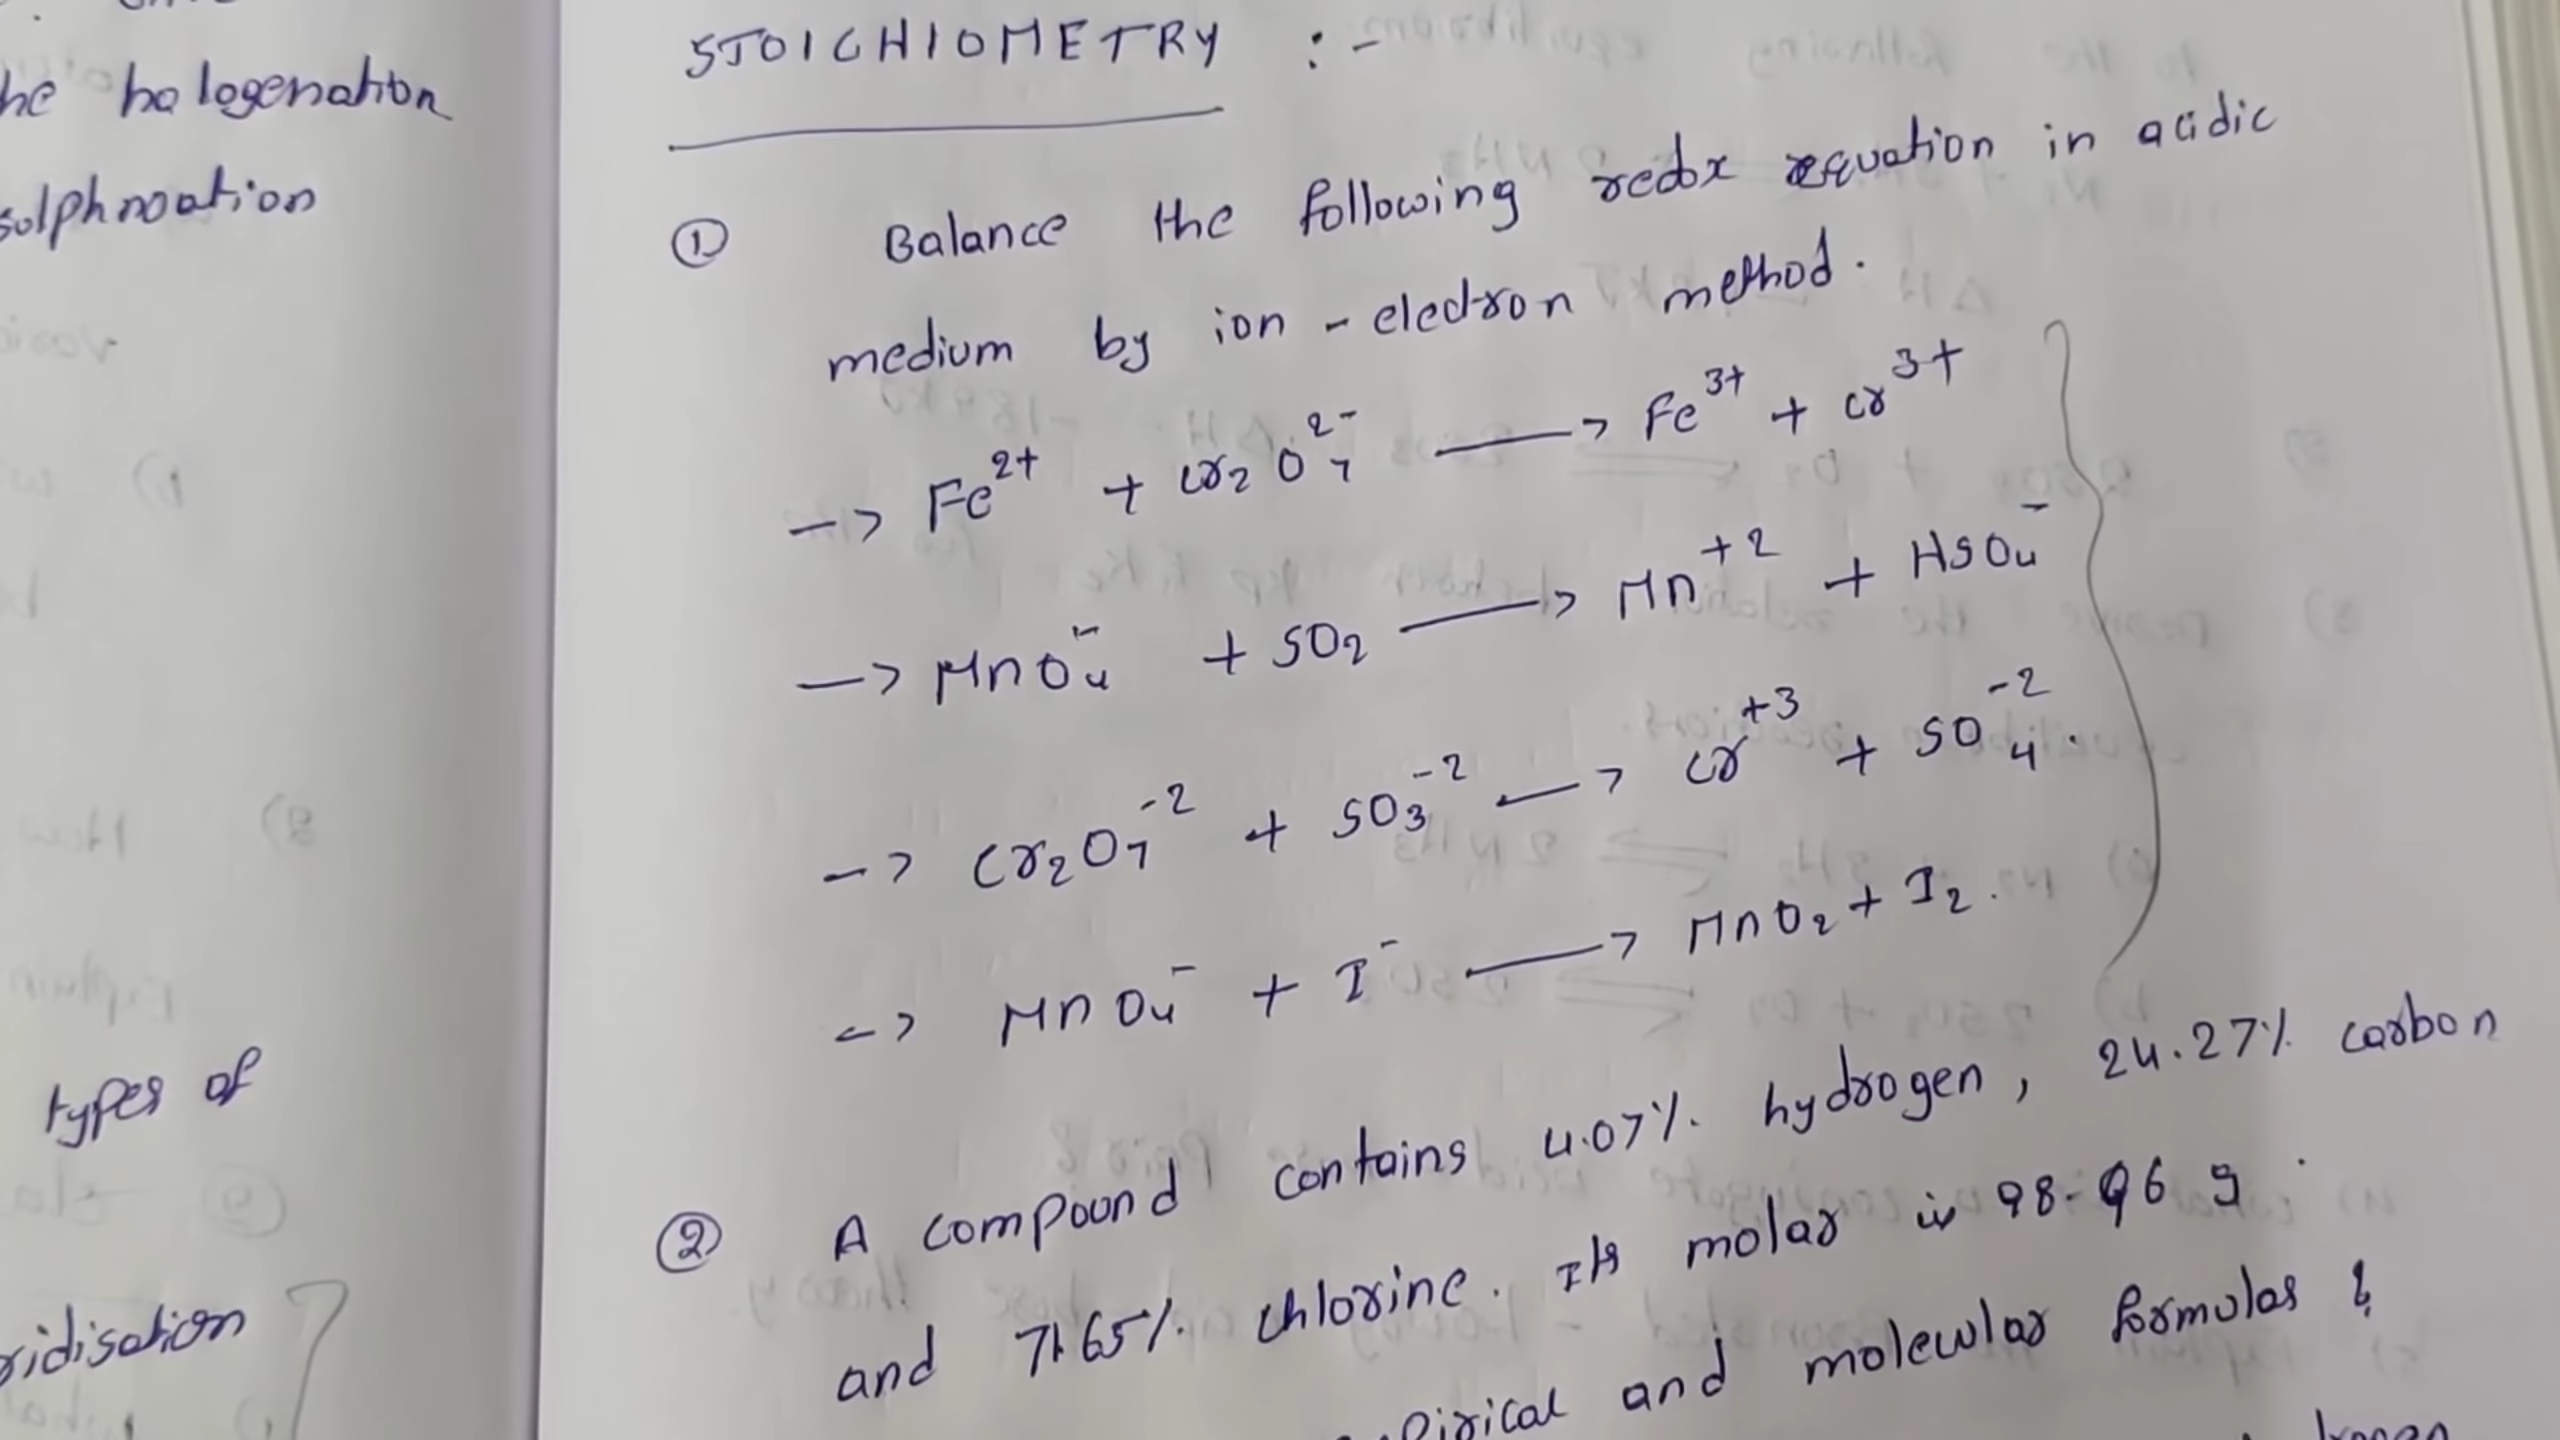 he halogenation
types of
STOICHIOMETRY :-
① Balance the following redox equation in acidic
medium by ion - electron method.
-> Fe²⁺ + Cr₂O₇²⁻ —> Fe³⁺ + Cr³⁺
-> MnO₄⁻ + SO₂ —> Mn⁺² + HSO₄⁻
-> Cr₂O₇⁻² + SO₃⁻² —> Cr⁺³ + SO₄⁻².
-> MnO₄⁻ + I⁻ —> MnO₂ + I₂.
② A compound contains 4.07%. hydrogen, 24.27%. carbon
and 71.65%. chlorine. Its molar is 98.96 g.
and molecular formulas